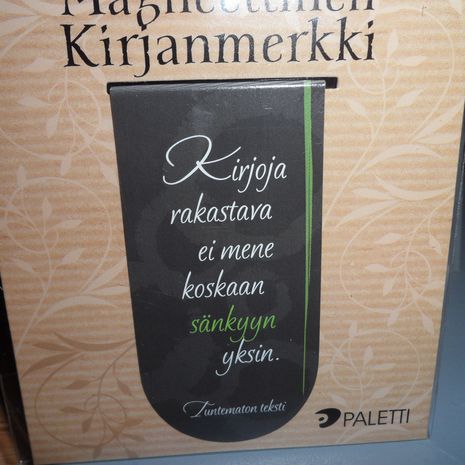 Magneettinen
Kirjanmerkki
Kirjoja
rakastava
ei mene
koskaan
sänkyyn
yksin.
Tuntematon teksti
PALETTI